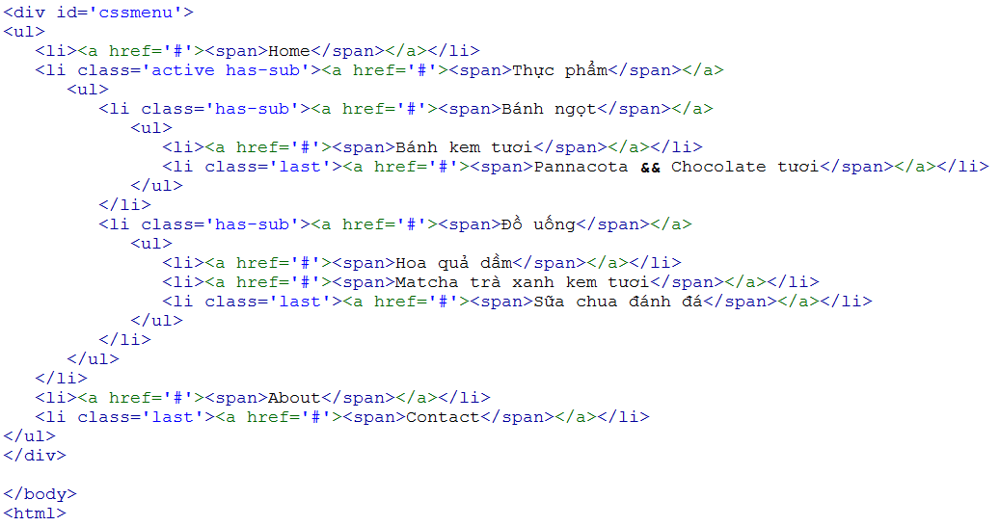 <div id='cssmenu'>
<ul>
   <li><a href='#'><span>Home</span></a></li>
   <li class='active has-sub'><a href='#'><span>Thực phẩm</span></a>
      <ul>
         <li class='has-sub'><a href='#'><span>Bánh ngọt</span></a>
            <ul>
               <li><a href='#'><span>Bánh kem tươi</span></a></li>
               <li class='last'><a href='#'><span>Pannacota && Chocolate tươi</span></a></li>
            </ul>
         </li>
         <li class='has-sub'><a href='#'><span>Đồ uống</span></a>
            <ul>
               <li><a href='#'><span>Hoa quả dầm</span></a></li>
               <li><a href='#'><span>Matcha trà xanh kem tươi</span></a></li>
               <li class='last'><a href='#'><span>Sữa chua đánh đá</span></a></li>
            </ul>
         </li>
      </ul>
   </li>
   <li><a href='#'><span>About</span></a></li>
   <li class='last'><a href='#'><span>Contact</span></a></li>
</ul>
</div>

</body>
<html>